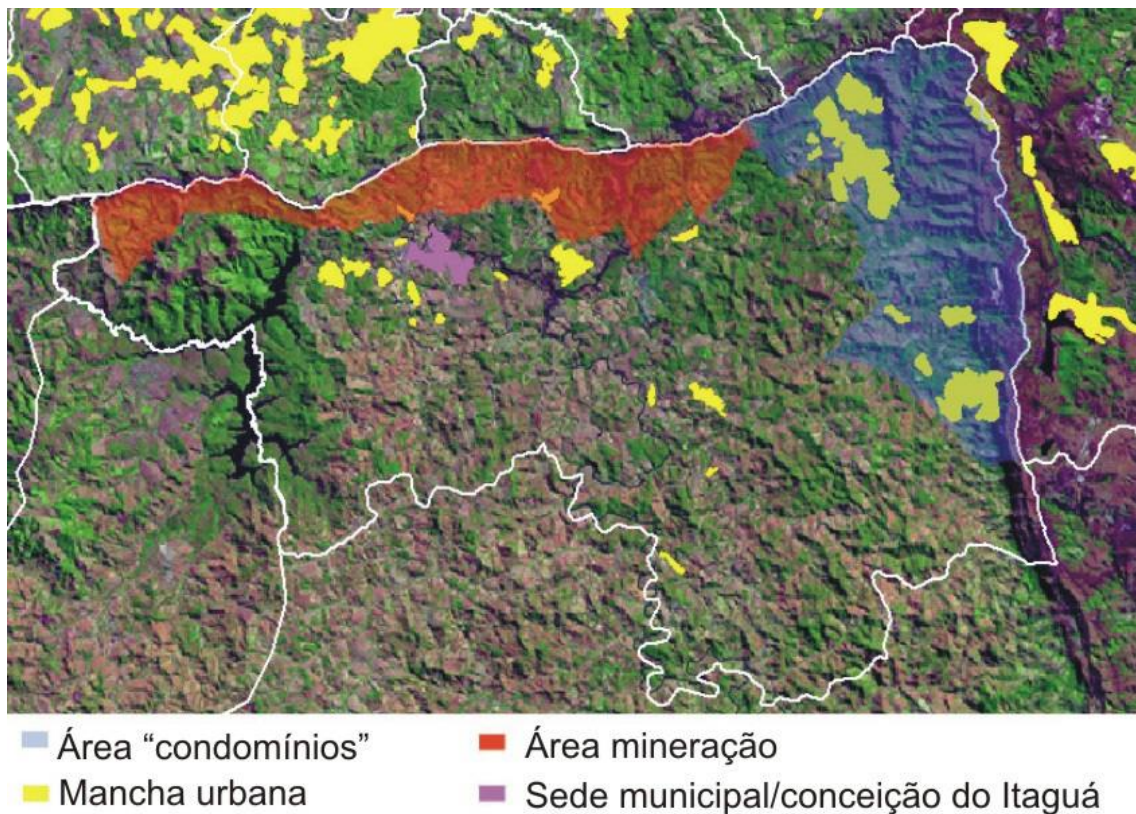 Área “condomínios”
Área mineração
Mancha urbana
Sede municipal/conceição do Itaguá